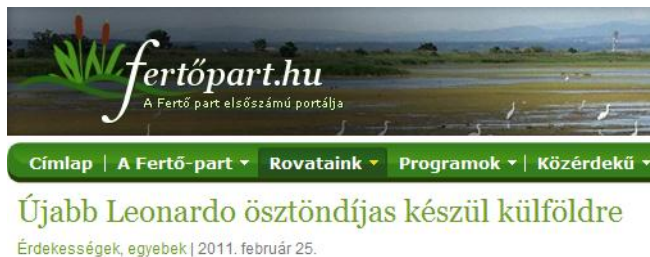 fertőpart.hu
A Fertő part elsőszámú portálja
Címlap | A Fertő-part Rovataink Programok | Közérdekű
Újabb Leonardo ösztöndíjas készül külföldre
Érdekességek, egyebek | 2011. február 25.